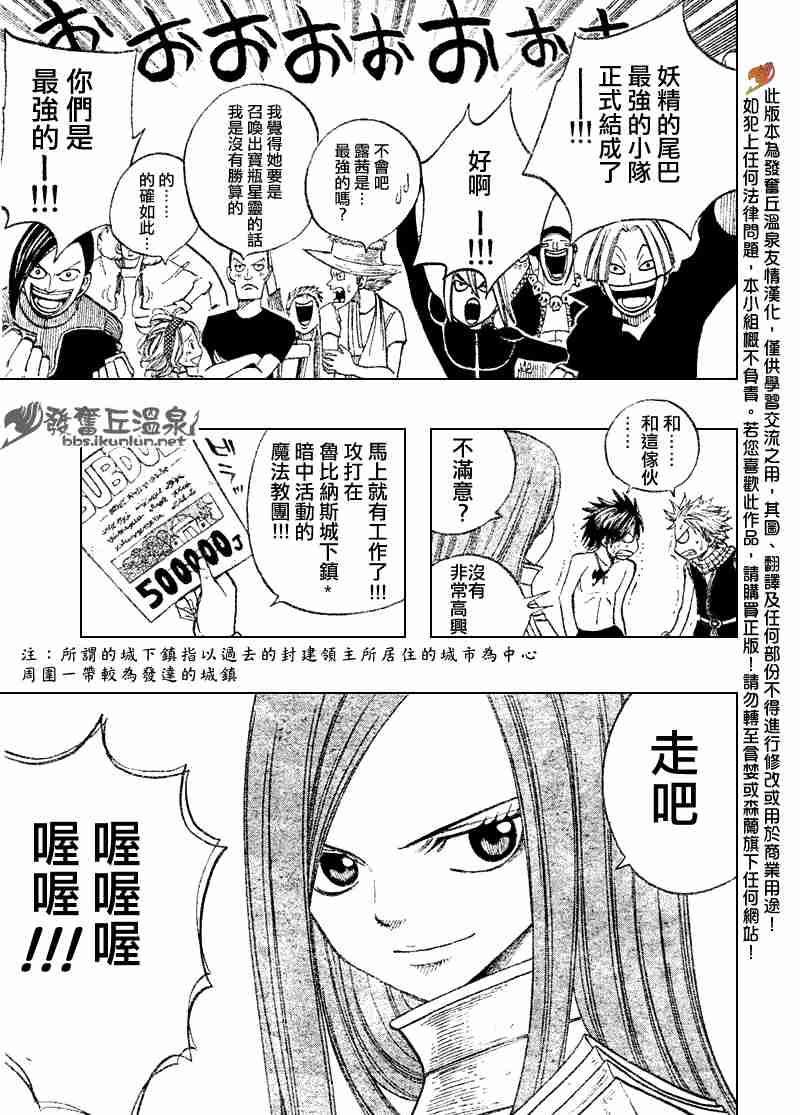 おおおおおおおお
妖精的尾巴
最強的小隊
正式結成了
ー!!!
好啊
ー!!!
不會吧
露茜是…
最強的嗎?
我覺得她要是
召喚出寶瓶星靈的話
我是沒有勝算的
的……
的確如此…
你們是
最強的
ー!!!
和……
和這傢伙
……
不滿意?
沒有
非常高興
馬上就有工作了!!!
攻打在
魯比納斯城下鎮*
暗中活動的
魔法教團!!!
SUBDU
500000J
發奮丘溫泉
bbs.ikunlun.net
注：所謂的城下鎮指以過去的封建領主所居住的城市為中心
周圍一帶較為發達的城鎮
走吧
喔喔喔
喔喔!!!
此版本為發奮丘溫泉友情漢化，僅供學習交流之用，其圖、翻譯及任何部份不得進行修改或用於商業用途！
如犯上任何法律問題，本小組概不負責。若您喜歡此作品，請購買正版！請勿轉至貪婪或森蘭旗下任何網站！